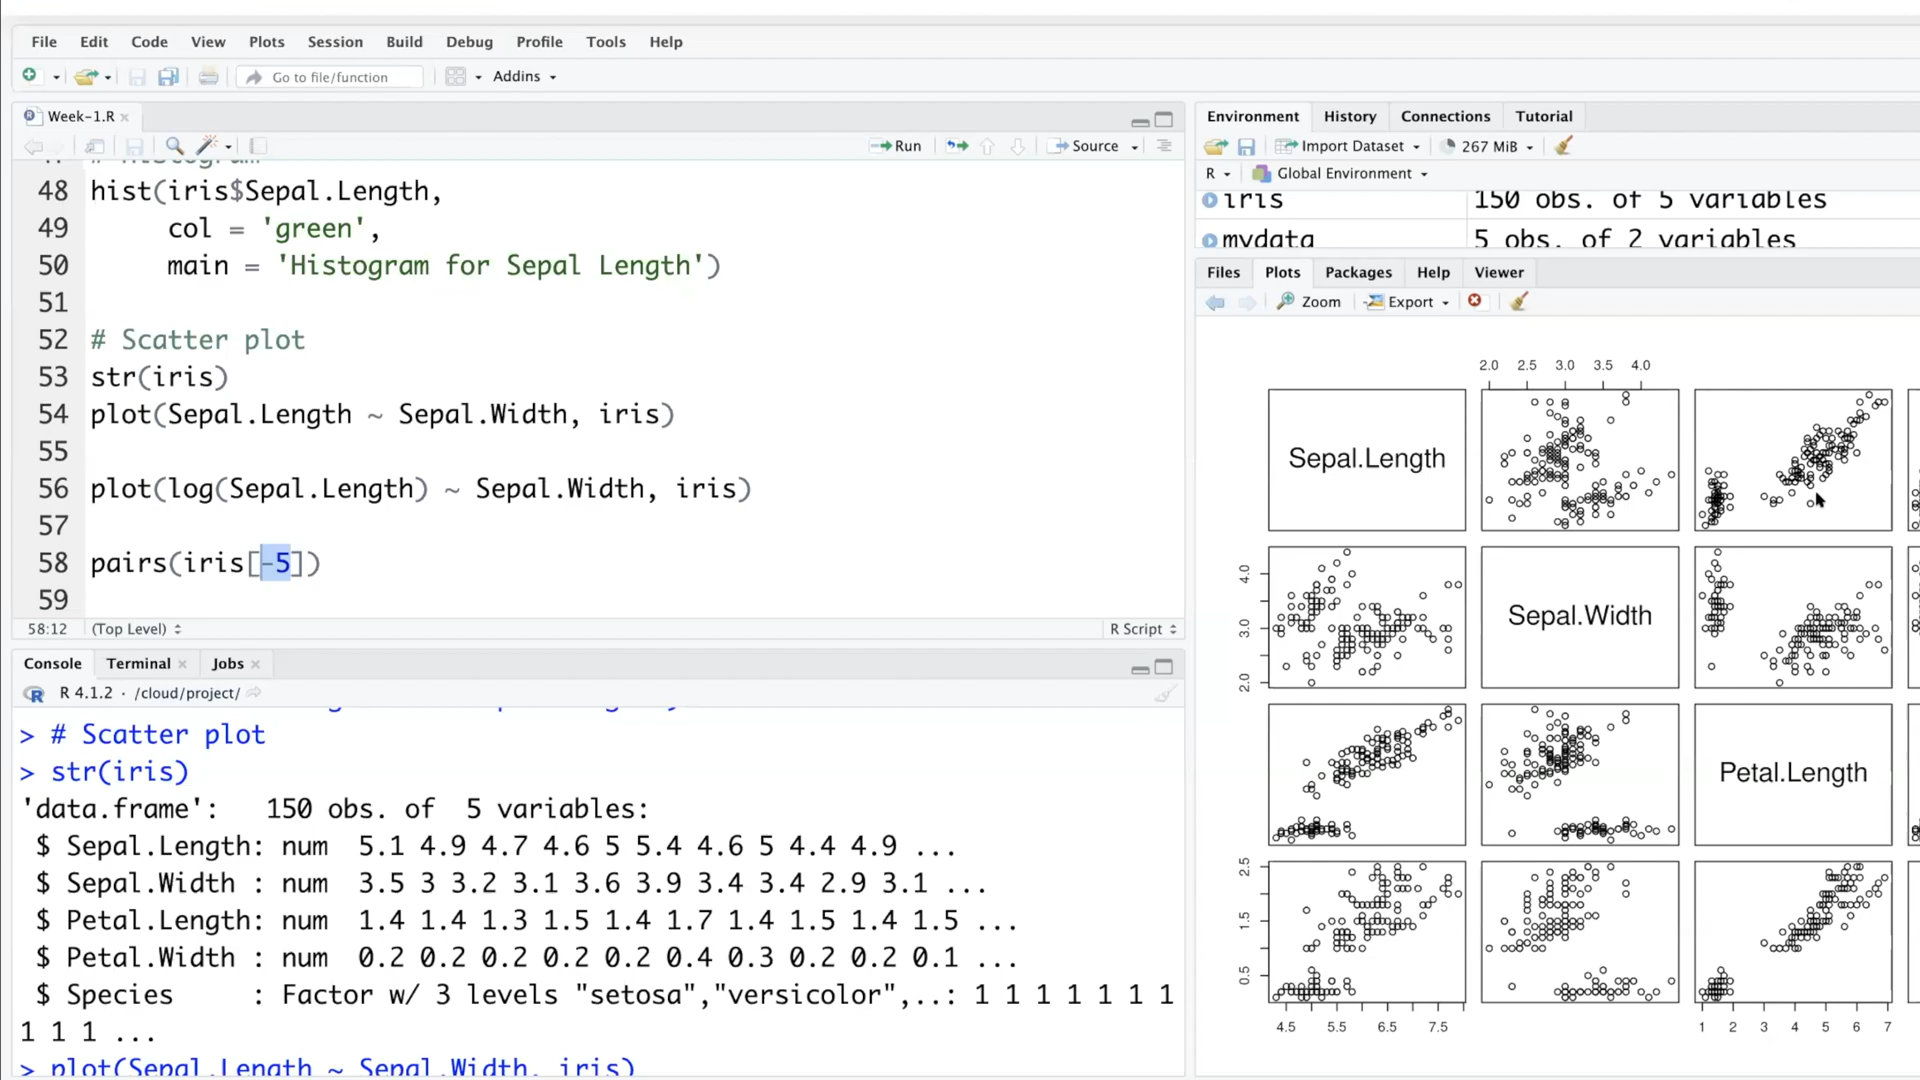 File Edit Code View Plots Session Build Debug Profile Tools Help
Go to file/function Addins
Week-1.R
Run Source
48 hist(iris$Sepal.Length,
49 col = 'green',
50 main = 'Histogram for Sepal Length')
51
52 # Scatter plot
53 str(iris)
54 plot(Sepal.Length ~ Sepal.Width, iris)
55
56 plot(log(Sepal.Length) ~ Sepal.Width, iris)
57
58 pairs(iris[-5])
59
58:12 (Top Level) R Script
Console Terminal Jobs
R 4.1.2 · /cloud/project/
> # Scatter plot
> str(iris)
'data.frame': 150 obs. of 5 variables:
$ Sepal.Length: num 5.1 4.9 4.7 4.6 5 5.4 4.6 5 4.4 4.9 ...
$ Sepal.Width : num 3.5 3 3.2 3.1 3.6 3.9 3.4 3.4 2.9 3.1 ...
$ Petal.Length: num 1.4 1.4 1.3 1.5 1.4 1.7 1.4 1.5 1.4 1.5 ...
$ Petal.Width : num 0.2 0.2 0.2 0.2 0.2 0.4 0.3 0.2 0.2 0.1 ...
$ Species : Factor w/ 3 levels "setosa","versicolor",..: 1 1 1 1 1 1 1
1 1 1 ...
> plot(Sepal.Length ~ Sepal.Width, iris)
Environment History Connections Tutorial
Import Dataset 267 MiB
R Global Environment
iris 150 obs. of 5 variables
mydata 5 obs. of 2 variables
Files Plots Packages Help Viewer
Zoom Export
2.0 2.5 3.0 3.5 4.0
Sepal.Length
4.0
3.0
2.0
Sepal.Width
Petal.Length
2.5
1.5
0.5
4.5 5.5 6.5 7.5
1 2 3 4 5 6 7